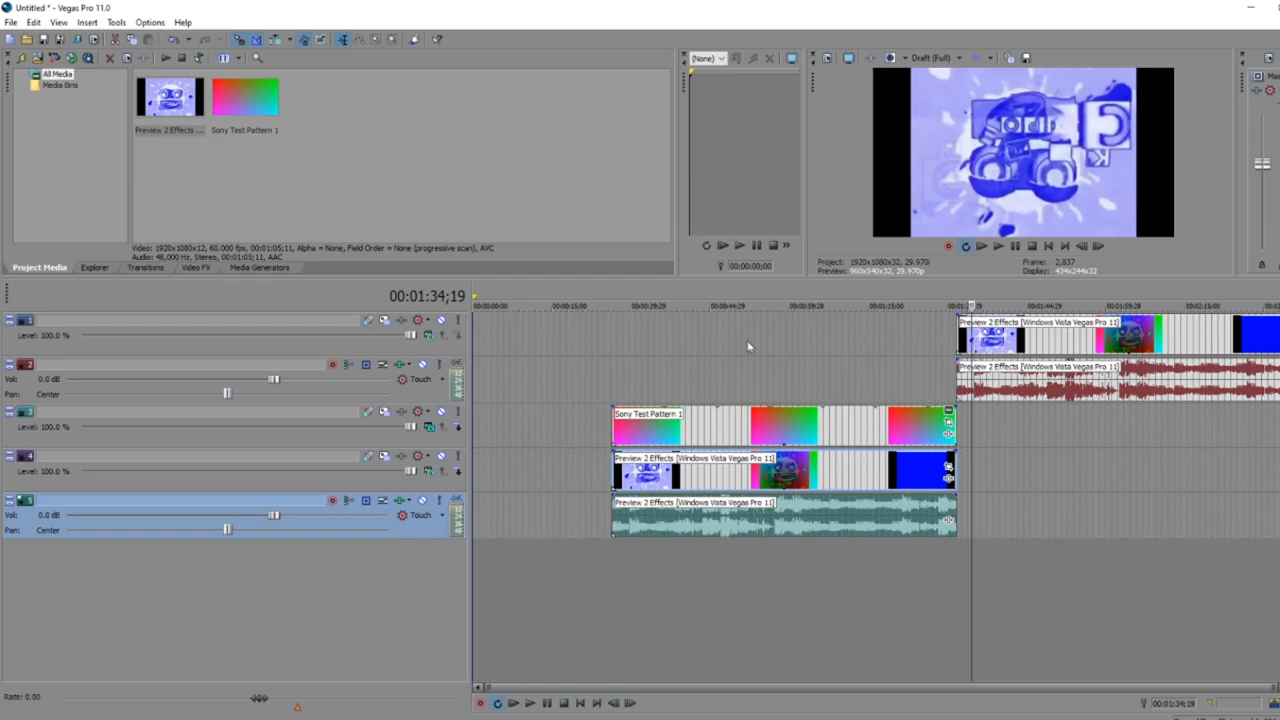 Untitled * - Vegas Pro 11.0
File Edit View Insert Tools Options Help
(None)
Draft (Full)
All Media
Media Bins
Preview 2 Effects ...
Sony Test Pattern 1
Video: 1920x1080x12, 60.000 fps, 00:01:05;11, Alpha = None, Field Order = None (progressive scan), AVC
Audio: 48,000 Hz, Stereo, 00:01:05;11, AAC
Project Media Explorer Transitions Video FX Media Generators
00:00:00;00
Project: 1920x1080x32, 29.970i
Preview: 960x540x32, 29.970p
Frame: 2,837
Display: 434x244x32
00:01:34;19
00:00:00;00 00:00:15;00 00:00:29;29 00:00:44;29 00:00:59;28 00:01:15;00 00:01:44;29 00:01:59;28 00:02:15;00
1
Level: 100.0 %
Preview 2 Effects [Windows Vista Vegas Pro 11]
2
Vol: 0.0 dB Touch
Pan: Center
-Inf.
Preview 2 Effects [Windows Vista Vegas Pro 11]
3
Level: 100.0 %
Sony Test Pattern 1
4
Level: 100.0 %
Preview 2 Effects [Windows Vista Vegas Pro 11]
5
Vol: 0.0 dB Touch
Pan: Center
-Inf.
Preview 2 Effects [Windows Vista Vegas Pro 11]
Rate: 0.00
00:01:34;19